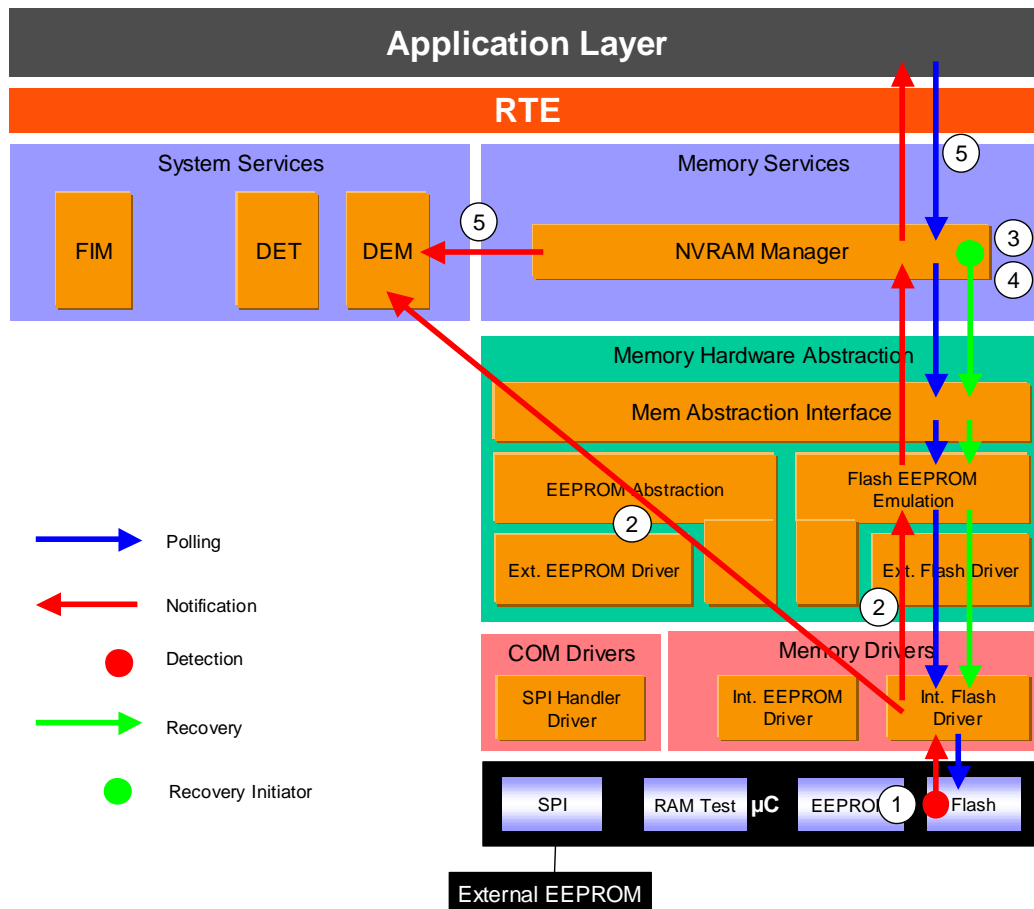 Application Layer
RTE
System Services
Memory Services
5
5
FIM
DET
DEM
NVRAM Manager
3
4
Memory Hardware Abstraction
Mem Abstraction Interface
EEPROM Abstraction
Flash EEPROM
Emulation
2
Ext. EEPROM Driver
Ext. Flash Driver
2
COM Drivers
Memory Drivers
SPI Handler
Driver
Int. EEPROM
Driver
Int. Flash
Driver
SPI
RAM Test
µC
EEPROM
1
Flash
External EEPROM
Polling
Notification
Detection
Recovery
Recovery Initiator